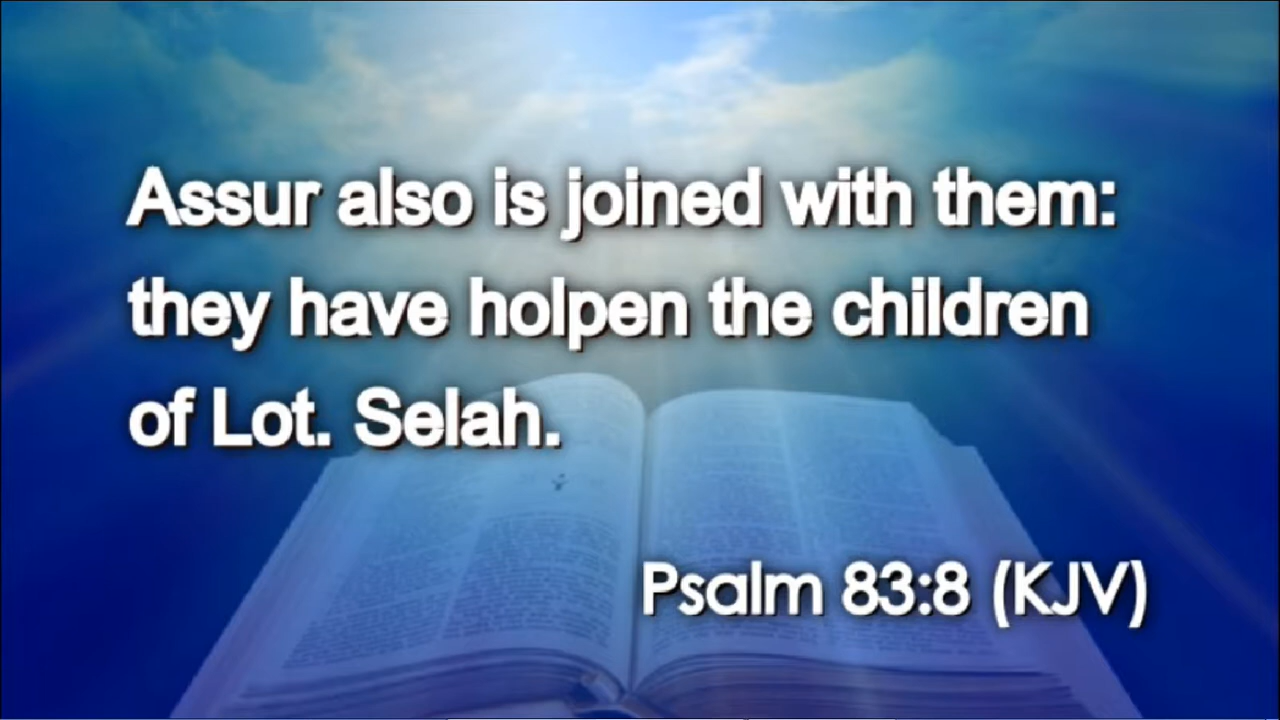 Assur also is joined with them:
they have holpen the children
of Lot. Selah.
Psalm 83:8 (KJV)